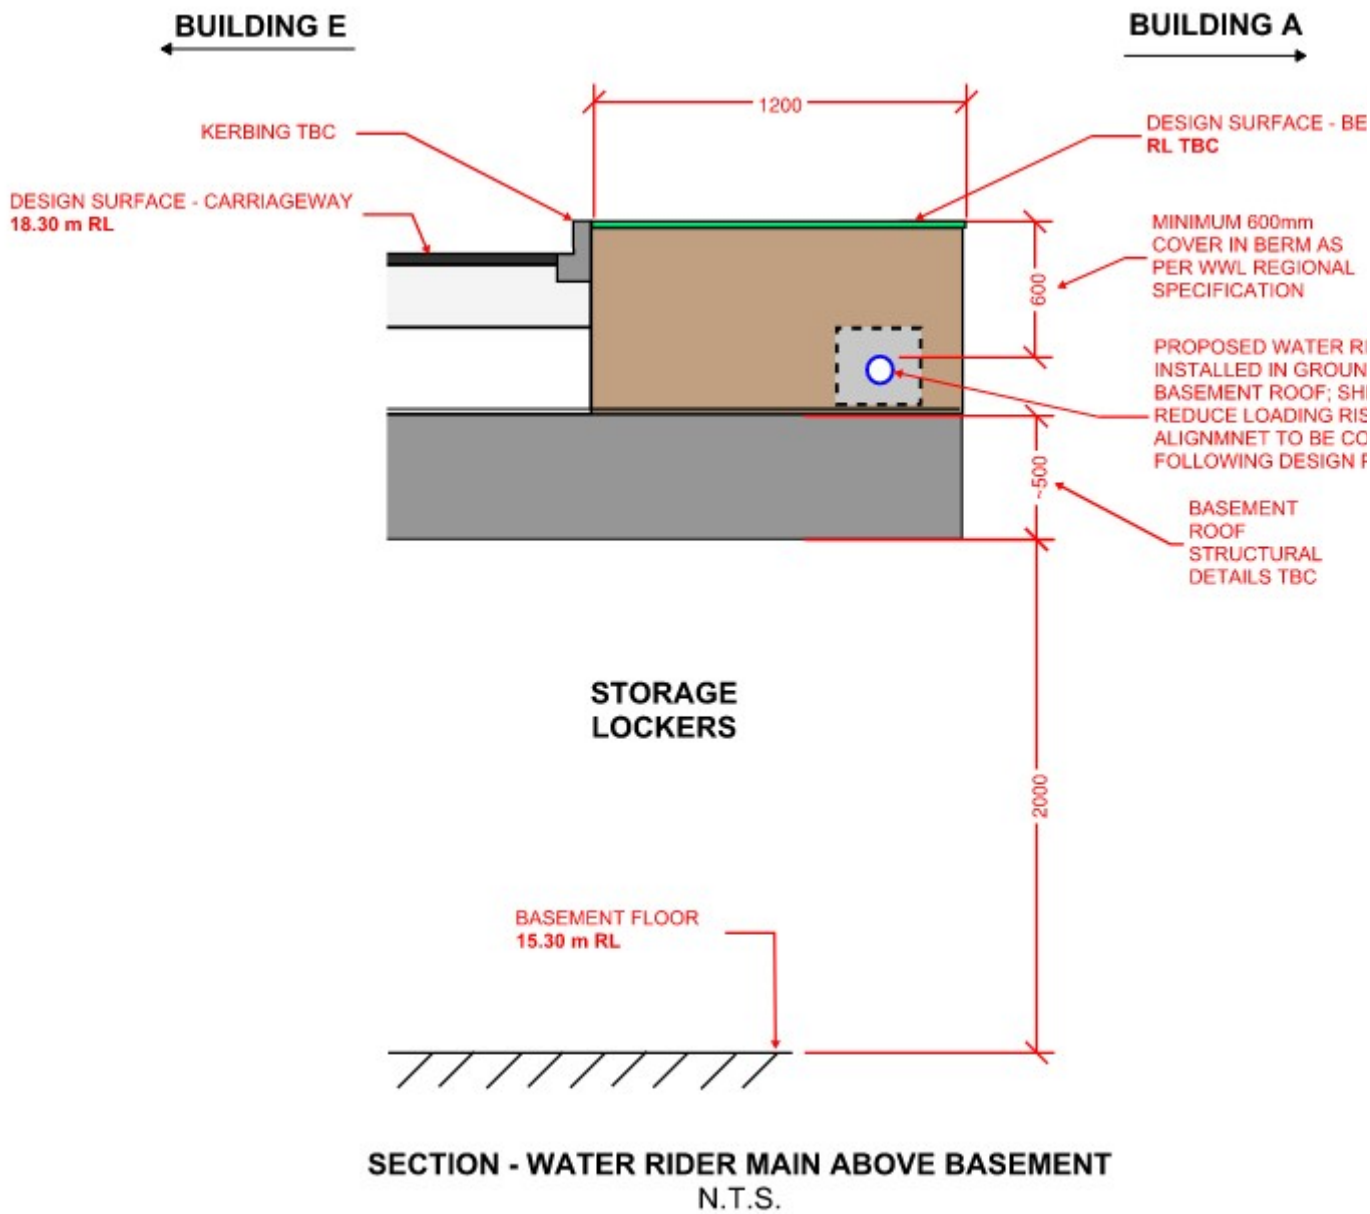 BUILDING E
BUILDING A
1200
KERBING TBC
DESIGN SURFACE - BE
RL TBC
DESIGN SURFACE - CARRIAGEWAY
18.30 m RL
MINIMUM 600mm
COVER IN BERM AS
PER WWL REGIONAL
SPECIFICATION
600
PROPOSED WATER RI
INSTALLED IN GROUN
BASEMENT ROOF; SH
REDUCE LOADING RIS
ALIGNMNET TO BE CO
FOLLOWING DESIGN
~500
BASEMENT
ROOF
STRUCTURAL
DETAILS TBC
STORAGE
LOCKERS
2000
BASEMENT FLOOR
15.30 m RL
SECTION - WATER RIDER MAIN ABOVE BASEMENT
N.T.S.